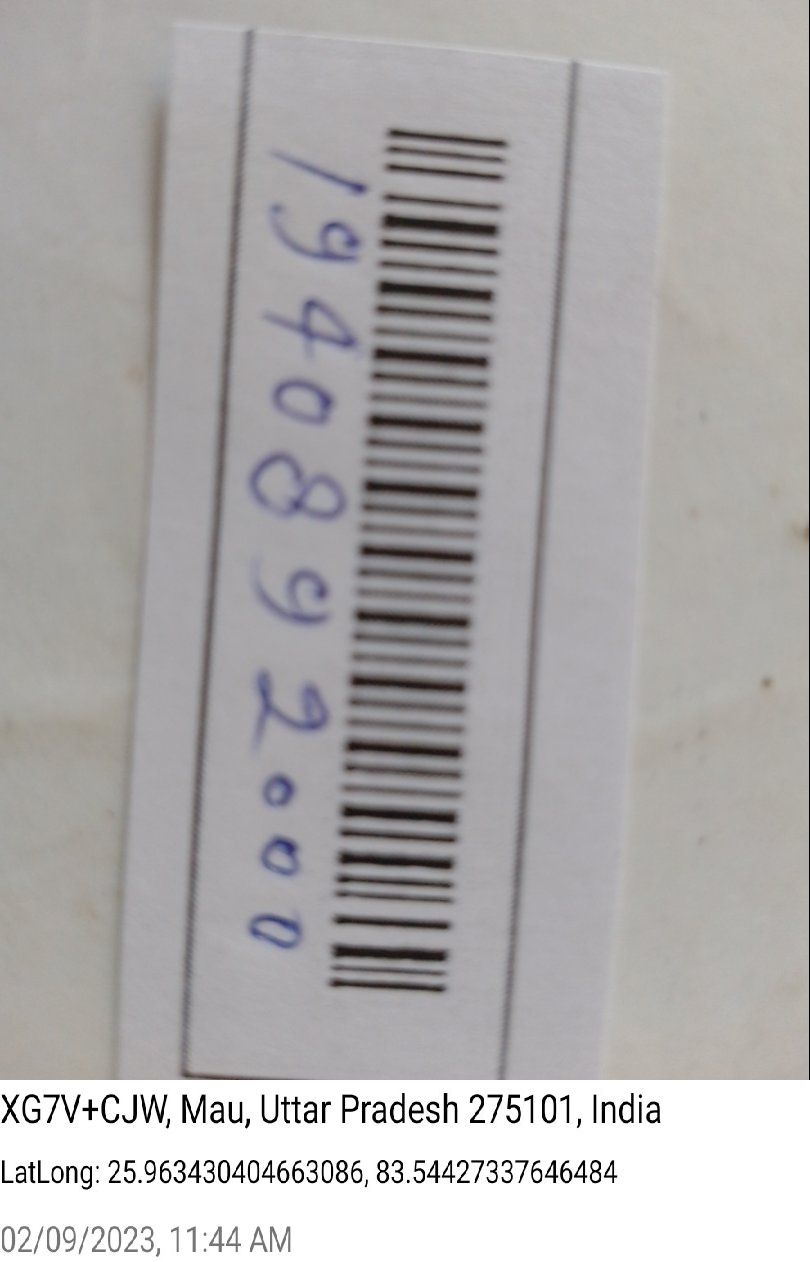 1940892000
XG7V+CJW, Mau, Uttar Pradesh 275101, India
LatLong: 25.963430404663086, 83.54427337646484
02/09/2023, 11:44 AM